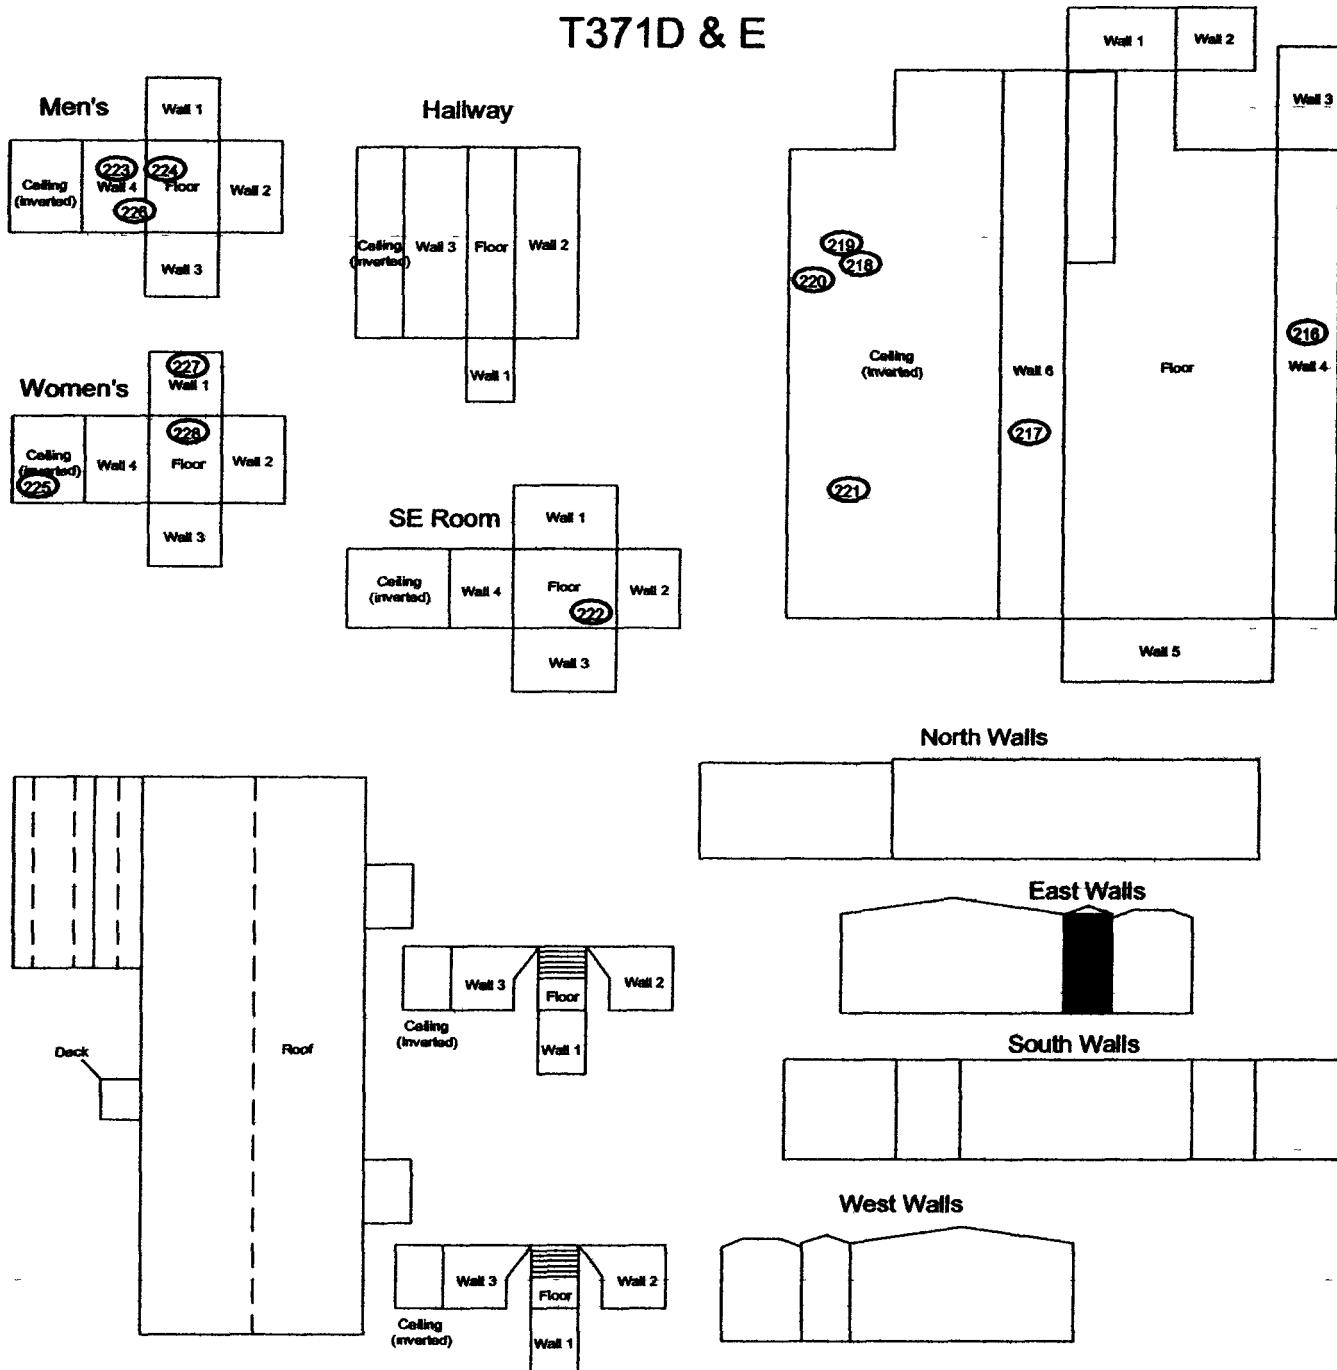 T371D & E
Men's
Wall 1
223
224
Ceiling
(inverted)
Wall 4
Floor
Wall 2
226
Wall 3
Hallway
Ceiling
(inverted)
Wall 3
Floor
Wall 2
Wall 1
Wall 1
Wall 2
Wall 3
219
218
220
216
Ceiling
(inverted)
Wall 6
Floor
Wall 4
217
221
Wall 5
Women's
227
Wall 1
228
Ceiling
(inverted)
Wall 4
Floor
Wall 2
225
Wall 3
SE Room
Wall 1
Ceiling
(inverted)
Wall 4
Floor
Wall 2
222
Wall 3
North Walls
East Walls
South Walls
West Walls
Deck
Roof
Wall 3
Floor
Wall 2
Ceiling
(inverted)
Wall 1
Wall 3
Floor
Wall 2
Ceiling
(inverted)
Wall 1